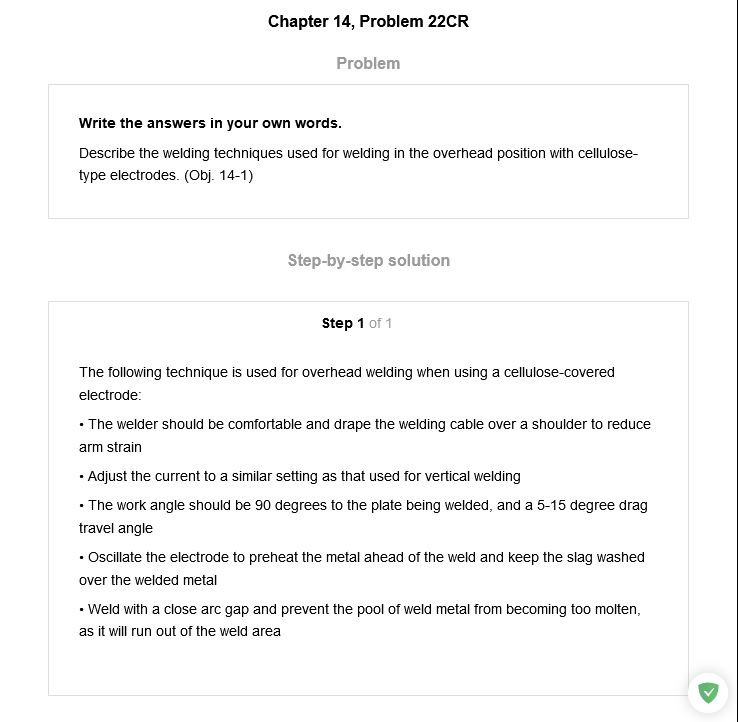 Chapter 14, Problem 22CR
Problem
Write the answers in your own words.
Describe the welding techniques used for welding in the overhead position with cellulose-
type electrodes. (Obj. 14-1)
Step-by-step solution
Step 1 of 1
The following technique is used for overhead welding when using a cellulose-covered
electrode:
• The welder should be comfortable and drape the welding cable over a shoulder to reduce
arm strain
• Adjust the current to a similar setting as that used for vertical welding
• The work angle should be 90 degrees to the plate being welded, and a 5-15 degree drag
travel angle
• Oscillate the electrode to preheat the metal ahead of the weld and keep the slag washed
over the welded metal
• Weld with a close arc gap and prevent the pool of weld metal from becoming too molten,
as it will run out of the weld area